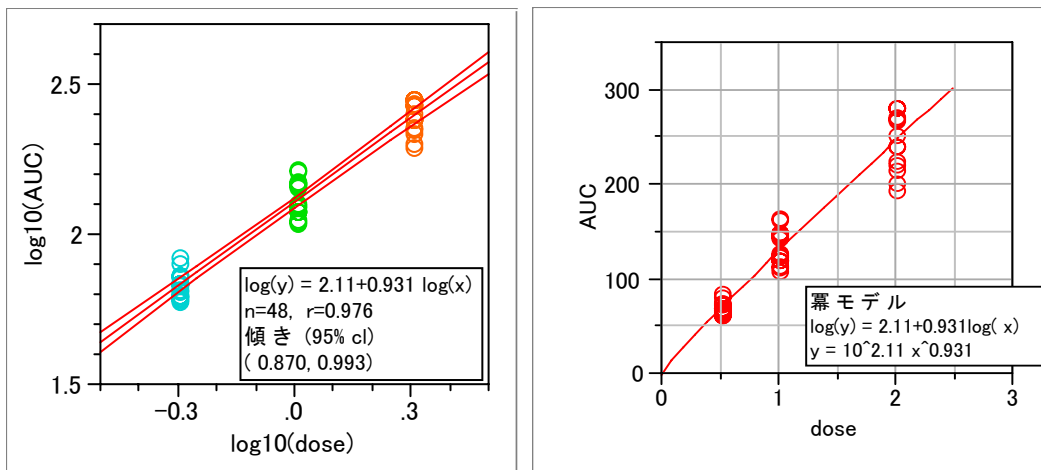 log10(AUC)
2.5
2
1.5
−0.3
.0
.3
log10(dose)
log(y) = 2.11+0.931 log(x)
n=48, r=0.976
傾き (95% cl)
( 0.870, 0.993)
AUC
300
200
100
0
0
1
2
3
dose
冪モデル
log(y) = 2.11+0.931log( x)
y = 10^2.11 x^0.931